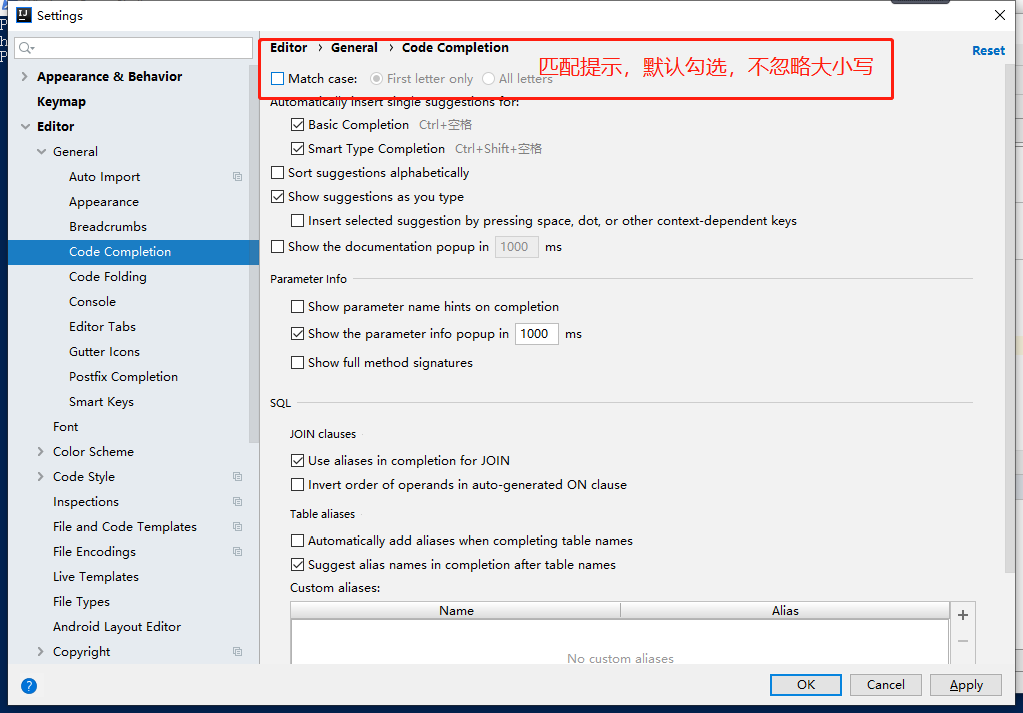 Settings
Editor › General › Code Completion
Reset
Match case: First letter only All letters
匹配提示，默认勾选，不忽略大小写
Automatically insert single suggestions for:
Basic Completion Ctrl+空格
Smart Type Completion Ctrl+Shift+空格
Sort suggestions alphabetically
Show suggestions as you type
Insert selected suggestion by pressing space, dot, or other context-dependent keys
Show the documentation popup in 1000 ms
Parameter Info
Show parameter name hints on completion
Show the parameter info popup in 1000 ms
Show full method signatures
SQL
JOIN clauses
Use aliases in completion for JOIN
Invert order of operands in auto-generated ON clause
Table aliases
Automatically add aliases when completing table names
Suggest alias names in completion after table names
Custom aliases:
Name Alias
No custom aliases
Appearance & Behavior
Keymap
Editor
General
Auto Import
Appearance
Breadcrumbs
Code Completion
Code Folding
Console
Editor Tabs
Gutter Icons
Postfix Completion
Smart Keys
Font
Color Scheme
Code Style
Inspections
File and Code Templates
File Encodings
Live Templates
File Types
Android Layout Editor
Copyright
? OK Cancel Apply